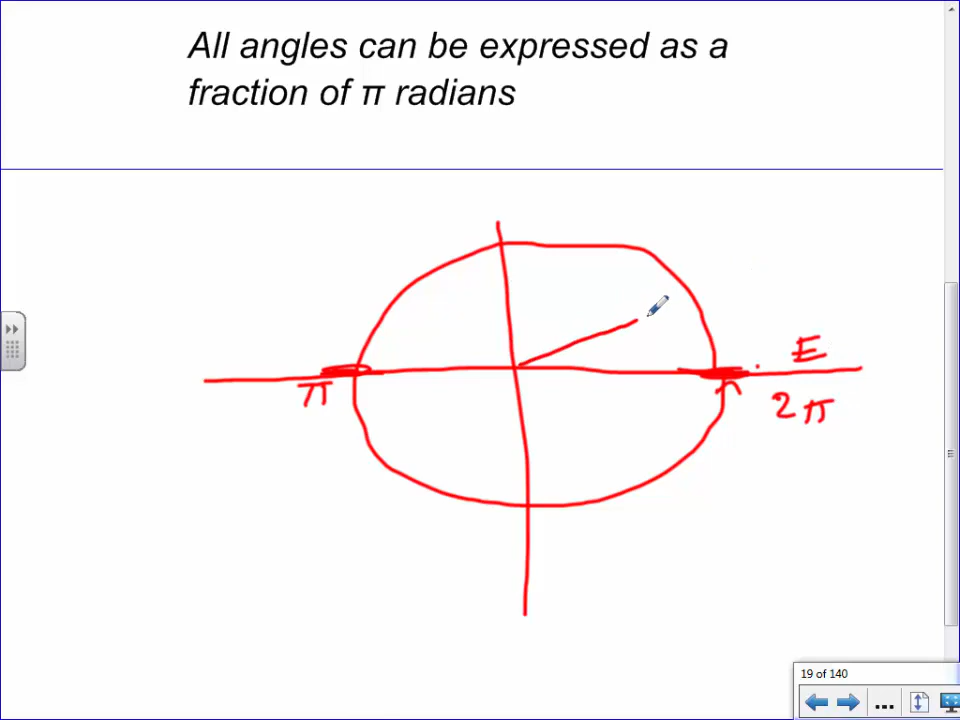 All angles can be expressed as a
fraction of π radians
E
π
2π
19 of 140
...